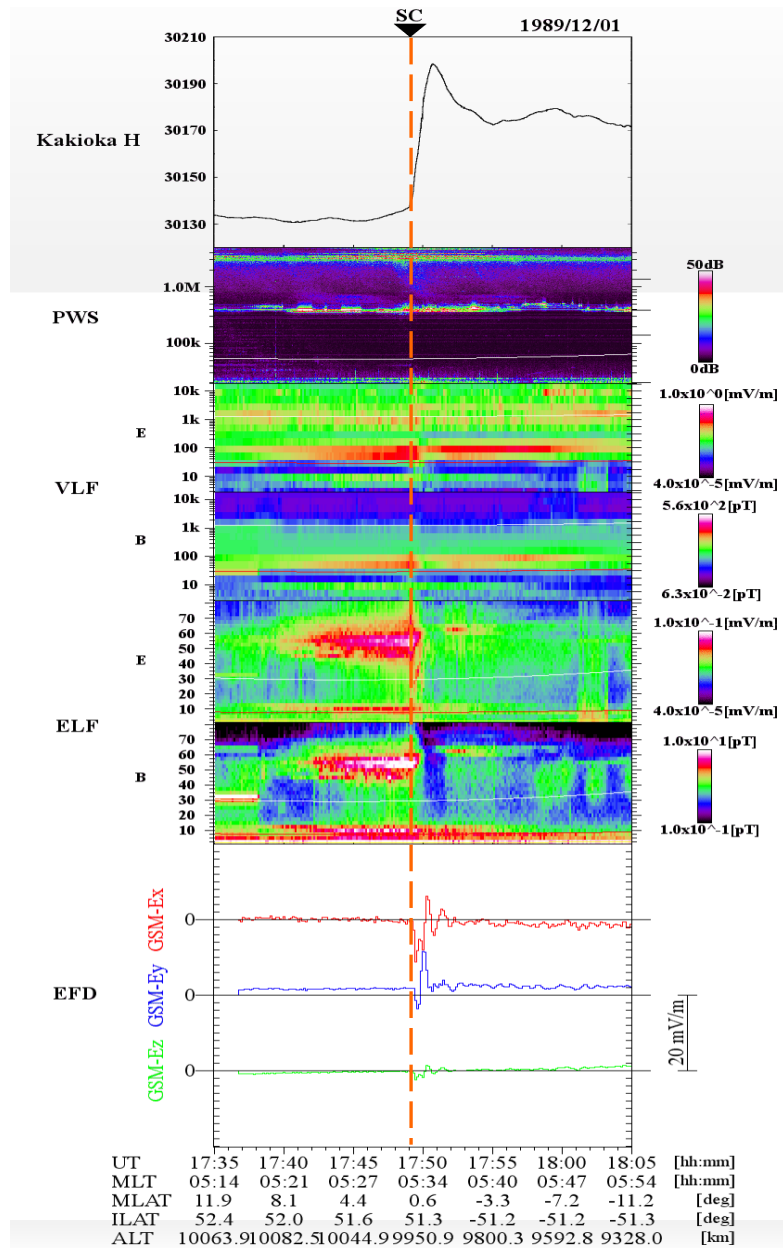 SC
1989/12/01
30210
30190
Kakioka H
30170
30150
30130
50dB
1.0M
PWS
100k
0dB
10k
1.0x10^0[mV/m]
1k
E
100
10
4.0x10^-5[mV/m]
VLF
10k
5.6x10^2[pT]
1k
B
100
10
6.3x10^-2[pT]
70
1.0x10^-1[mV/m]
60
50
E
40
30
20
10
4.0x10^-5[mV/m]
ELF
70
1.0x10^1[pT]
60
50
B
40
30
20
10
1.0x10^-1[pT]
0
GSM-Ex
EFD
0
GSM-Ey
20 mV/m
0
GSM-Ez
UT 17:35 17:40 17:45 17:50 17:55 18:00 18:05 [hh:mm]
MLT 05:14 05:21 05:27 05:34 05:40 05:47 05:54 [hh:mm]
MLAT 11.9 8.1 4.4 0.6 -3.3 -7.2 -11.2 [deg]
ILAT 52.4 52.0 51.6 51.3 -51.2 -51.2 -51.3 [deg]
ALT 10063.9 10082.5 10044.9 9950.9 9800.3 9592.8 9328.0 [km]